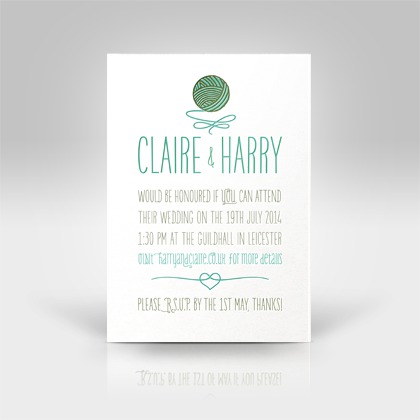 CLAIRE & HARRY
WOULD BE HONOURED IF YOU CAN ATTEND
THEIR WEDDING ON THE 19TH JULY 2014
1:30 PM AT THE GUILDHALL IN LEICESTER
Visit harryandclaire.co.uk for more details
PLEASE R.S.V.P. BY THE 1ST MAY, THANKS!